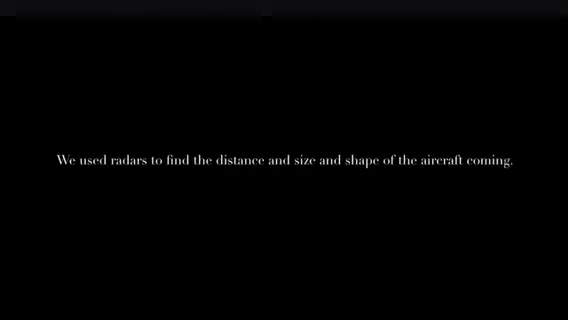 We used radars to find the distance and size and shape of the aircraft coming.